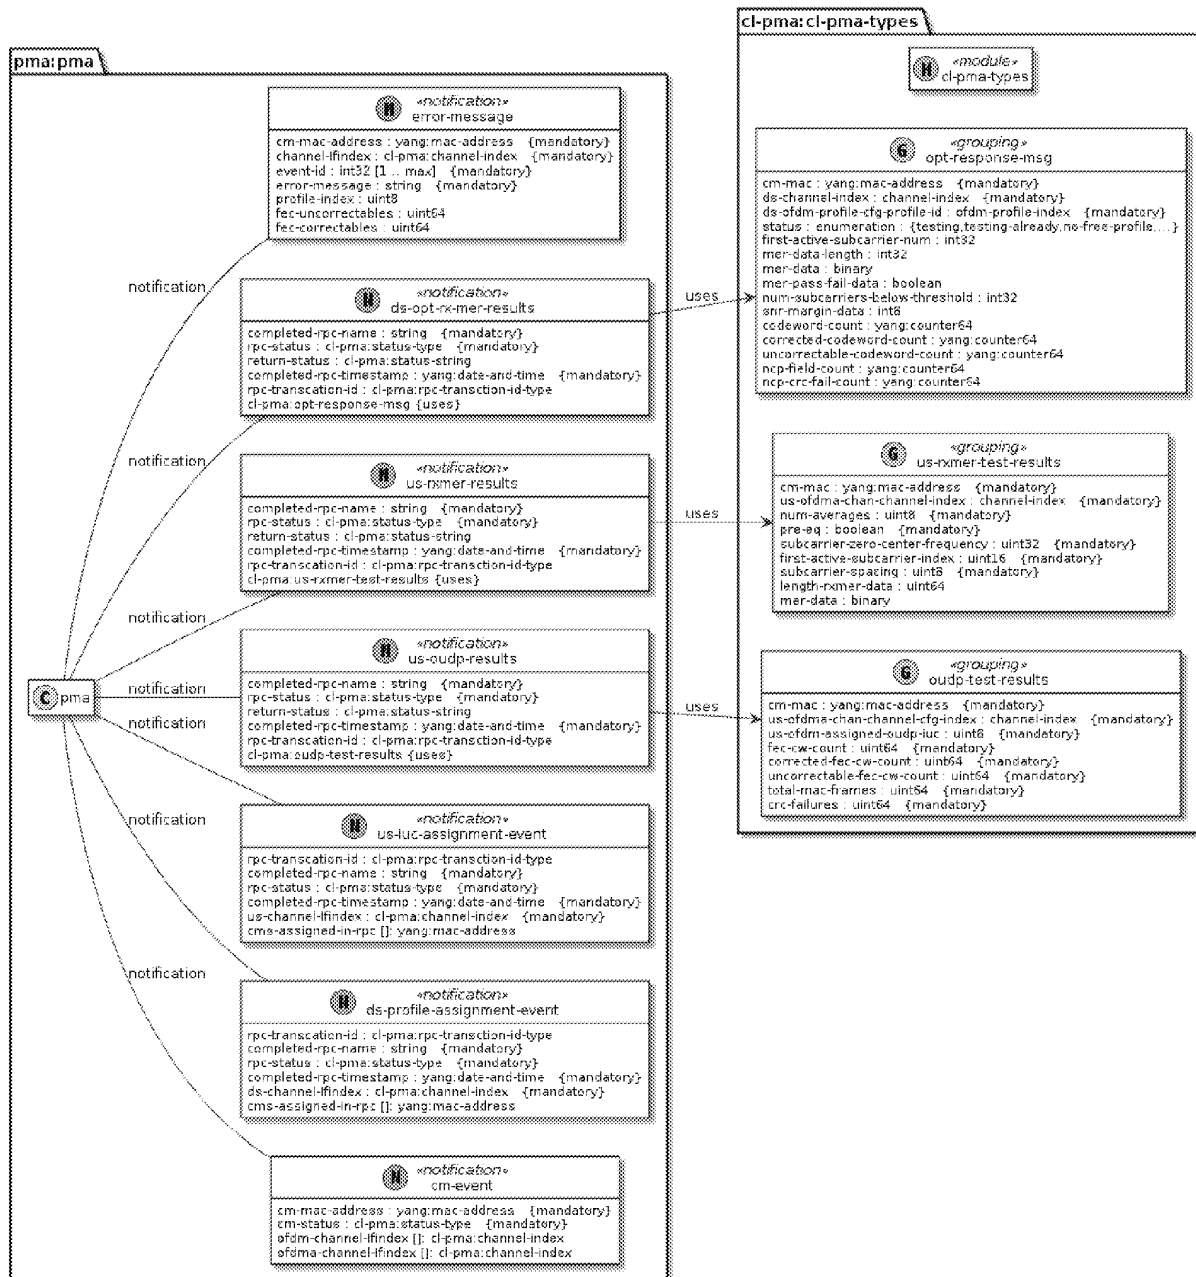 pma:pma
N «notification»
error-message
cm-mac-address : yang:mac-address {mandatory}
channel-Ifindex : cl-pma:channel-index {mandatory}
event-id : int32 [1 .. max] {mandatory}
error-message : string {mandatory}
profile-index : uint8
fec-uncorrectables : uint64
fec-correctables : uint64
notification
N «notification»
ds-opt-rx-mer-results
completed-rpc-name : string {mandatory}
rpc-status : cl-pma:status-type {mandatory}
return-status : cl-pma:status-string
completed-rpc-timestamp : yang:date-and-time {mandatory}
rpc-transcation-id : cl-pma:rpc-transction-id-type
cl-pma:opt-response-msg {uses}
notification
N «notification»
us-rxmer-results
completed-rpc-name : string {mandatory}
rpc-status : cl-pma:status-type {mandatory}
return-status : cl-pma:status-string
completed-rpc-timestamp : yang:date-and-time {mandatory}
rpc-transcation-id : cl-pma:rpc-transction-id-type
cl-pma:us-rxmer-test-results {uses}
notification
N «notification»
us-oudp-results
completed-rpc-name : string {mandatory}
rpc-status : cl-pma:status-type {mandatory}
return-status : cl-pma:status-string
completed-rpc-timestamp : yang:date-and-time {mandatory}
rpc-transcation-id : cl-pma:rpc-transction-id-type
cl-pma:oudp-test-results {uses}
notification
C pma
notification
N «notification»
us-iuc-assignment-event
rpc-transcation-id : cl-pma:rpc-transction-id-type
completed-rpc-name : string {mandatory}
rpc-status : cl-pma:status-type {mandatory}
completed-rpc-timestamp : yang:date-and-time {mandatory}
us-channel-Ifindex : cl-pma:channel-index {mandatory}
cms-assigned-in-rpc []: yang:mac-address
notification
N «notification»
ds-profile-assignment-event
rpc-transcation-id : cl-pma:rpc-transction-id-type
completed-rpc-name : string {mandatory}
rpc-status : cl-pma:status-type {mandatory}
completed-rpc-timestamp : yang:date-and-time {mandatory}
ds-channel-Ifindex : cl-pma:channel-index {mandatory}
cms-assigned-in-rpc []: yang:mac-address
notification
N «notification»
cm-event
cm-mac-address : yang:mac-address {mandatory}
cm-status : cl-pma:status-type {mandatory}
ofdm-channel-Ifindex []: cl-pma:channel-index
ofdma-channel-Ifindex []: cl-pma:channel-index
uses
uses
uses
cl-pma:cl-pma-types
M «module»
cl-pma-types
G «grouping»
opt-response-msg
cm-mac : yang:mac-address {mandatory}
ds-channel-index : channel-index {mandatory}
ds-ofdm-profile-cfg-profile-id : ofdm-profile-index {mandatory}
status : enumeration : {testing,testing-already,no-free-profile,...}
first-active-subcarrier-num : int32
mer-data-length : int32
mer-data : binary
mer-pass-fail-data : boolean
num-subcarriers-below-threshold : int32
snr-margin-data : int8
codeword-count : yang:counter64
corrected-codeword-count : yang:counter64
uncorrectable-codeword-count : yang:counter64
ncp-field-count : yang:counter64
ncp-crc-fail-count : yang:counter64
G «grouping»
us-rxmer-test-results
cm-mac : yang:mac-address {mandatory}
us-ofdma-chan-channel-index : channel-index {mandatory}
num-averages : uint8 {mandatory}
pre-eq : boolean {mandatory}
subcarrier-zero-center-frequency : uint32 {mandatory}
first-active-subcarrier-index : uint16 {mandatory}
subcarrier-spacing : uint8 {mandatory}
length-rxmer-data : uint64
mer-data : binary
G «grouping»
oudp-test-results
cm-mac : yang:mac-address {mandatory}
us-ofdma-chan-channel-cfg-index : channel-index {mandatory}
us-ofdm-assigned-oudp-iuc : uint8 {mandatory}
fec-cw-count : uint64 {mandatory}
corrected-fec-cw-count : uint64 {mandatory}
uncorrectable-fec-cw-count : uint64 {mandatory}
total-mac-frames : uint64 {mandatory}
crc-failures : uint64 {mandatory}